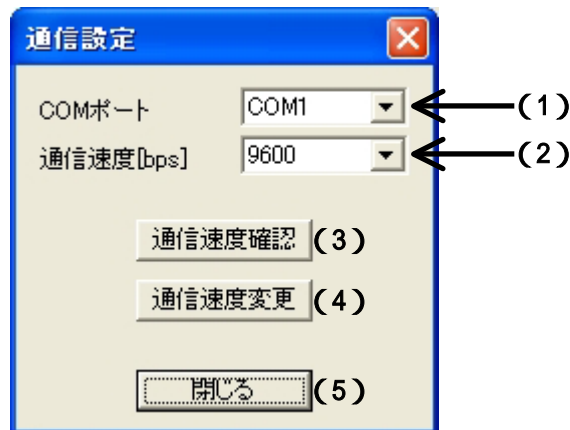 通信設定
COMポート COM1 (1)
通信速度[bps] 9600 (2)
通信速度確認 (3)
通信速度変更 (4)
閉じる (5)